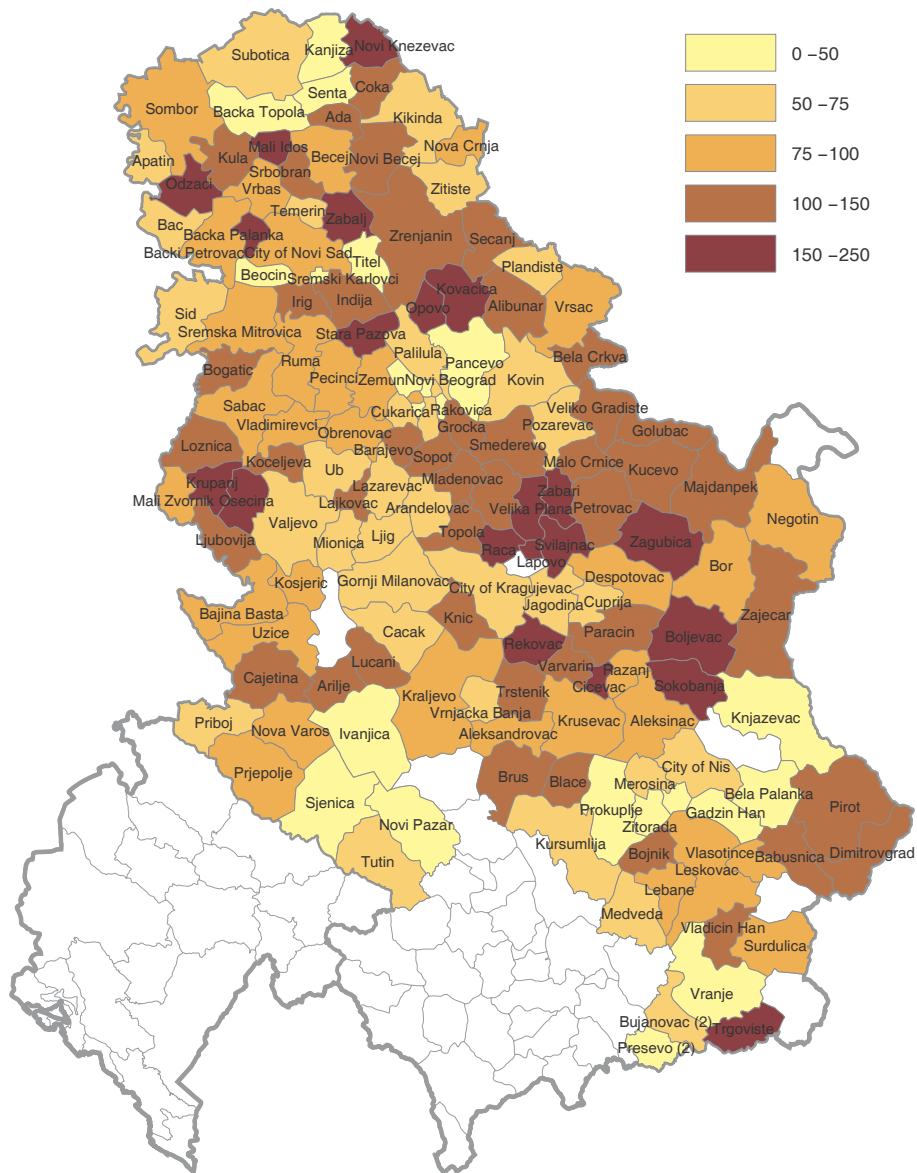 0 –50
50 –75
75 –100
100 –150
150 –250
Novi Knezevac
Subotica
Kanjiza
Coka
Senta
Sombor
Backa Topola
Ada
Kikinda
Nova Crnja
Mali Idos
Becej
Novi Becej
Apatin
Kula
Srbobran
Odzaci
Vrbas
Zitiste
Temerin
Zabalj
Bac
Backa Palanka
Zrenjanin
Secanj
Backi Petrovac
City of Novi Sad
Titel
Plandiste
Beocin
Sremski Karlovci
Kovacica
Irig
Indija
Opovo
Alibunar
Vrsac
Sid
Sremska Mitrovica
Stara Pazova
Palilula
Pancevo
Bela Crkva
Ruma
Bogatic
Pecinci
Zemun
Novi Beograd
Kovin
Sabac
Cukarica
Rakovica
Veliko Gradiste
Vladimirevci
Grocka
Pozarevac
Golubac
Obrenovac
Loznica
Barajevo
Smederevo
Koceljeva
Sopot
Malo Crnice
Ub
Kucevo
Krupanj
Lazarevac
Mladenovac
Zabari
Majdanpek
Mali Zvornik
Osecina
Lajkovac
Arandelovac
Velika Plana
Petrovac
Negotin
Valjevo
Ljubovija
Mionica
Ljig
Topola
Raca
Svilajnac
Zagubica
Lapovo
Bor
Kosjeric
Gornji Milanovac
City of Kragujevac
Despotovac
Jagodina
Cuprija
Bajina Basta
Knic
Zajecar
Uzice
Cacak
Paracin
Boljevac
Rekovac
Lucani
Varvarin
Razanj
Cajetina
Arilje
Cicevac
Sokobanja
Kraljevo
Trstenik
Vrnjacka Banja
Priboj
Krusevac
Aleksinac
Knjazevac
Nova Varos
Ivanjica
Aleksandrovac
City of Nis
Prjepolje
Brus
Blace
Merosina
Bela Palanka
Sjenica
Prokuplje
Gadzin Han
Pirot
Novi Pazar
Zitorada
Kursumlija
Vlasotince
Dimitrovgrad
Tutin
Bojnik
Babusnica
Leskovac
Lebane
Medveda
Vladicin Han
Surdulica
Vranje
Bujanovac (2)
Trgoviste
Presevo (2)